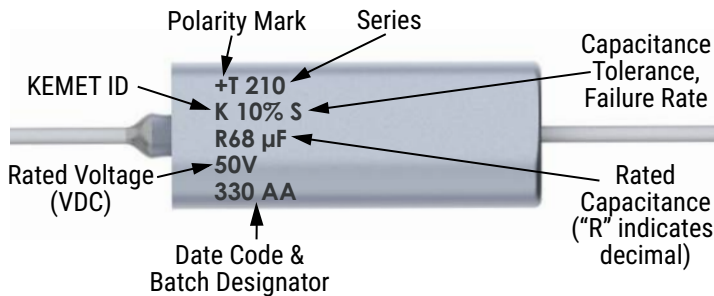 Polarity Mark
Series
KEMET ID
Capacitance
Tolerance,
Failure Rate
+T 210
K 10% S
R68 µF
50V
330 AA
Rated Voltage
(VDC)
Rated
Capacitance
(“R” indicates
decimal)
Date Code &
Batch Designator